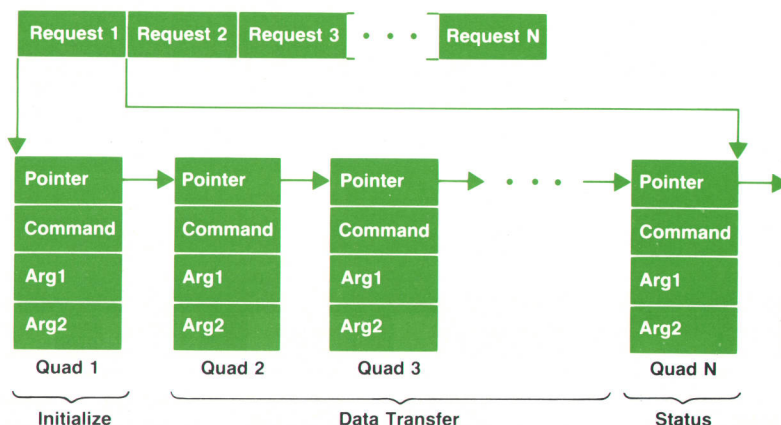 Request 1 Request 2 Request 3 • • • Request N
Pointer Pointer Pointer • • • Pointer
Command Command Command Command
Arg1 Arg1 Arg1 Arg1
Arg2 Arg2 Arg2 Arg2
Quad 1 Quad 2 Quad 3 Quad N
Initialize Data Transfer Status